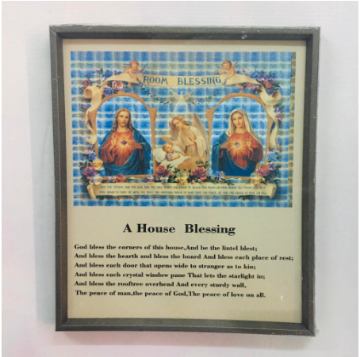 ROOM BLESSING
A House Blessing
God bless the corners of this house,And be the lintel blest;
And bless the hearth and bless the board And bless each place of rest;
And bless each door that opens wide to stranger as to kin;
And bless each crystal window pane That lets the starlight in;
And bless the rooftree overhead And every sturdy wall,
The peace of man,the peace of God,The peace of love on all.